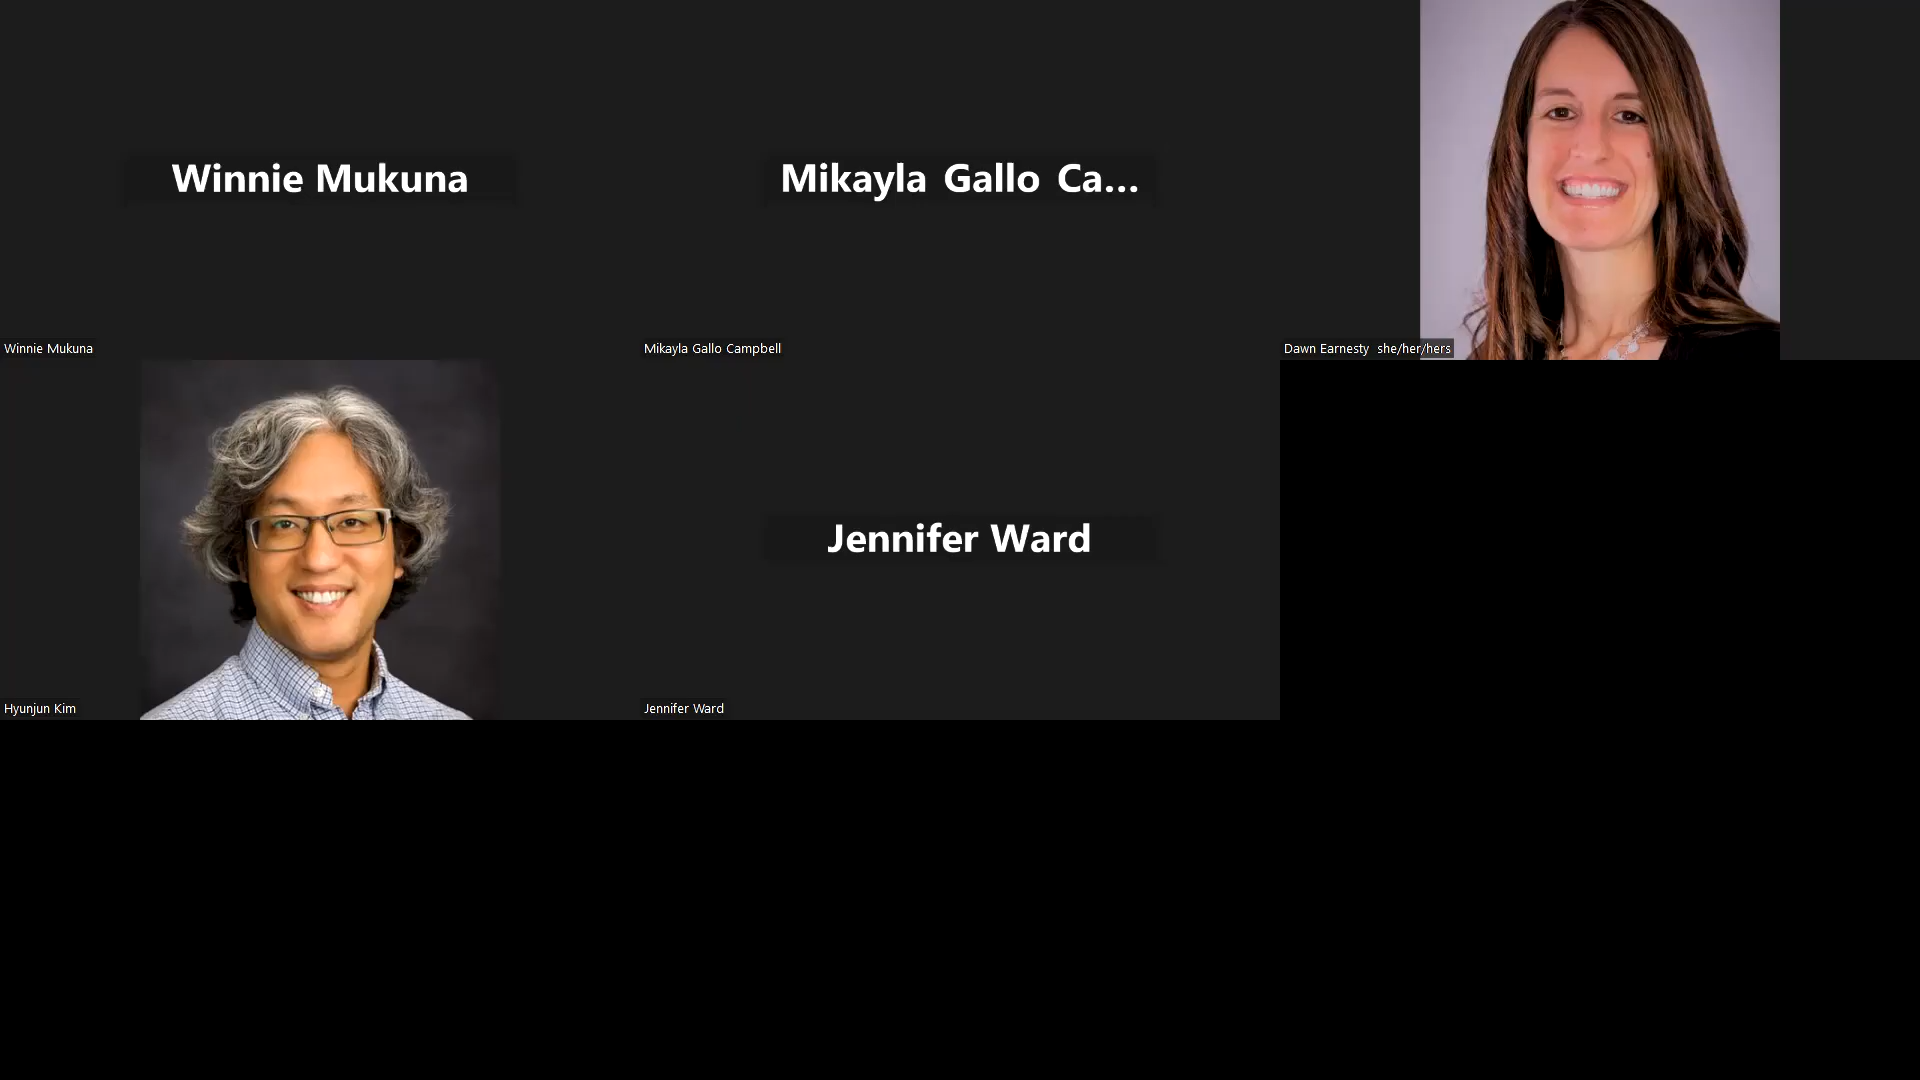 Winnie Mukuna
Mikayla Gallo Ca...
Winnie Mukuna
Mikayla Gallo Campbell
Dawn Earnesty she/her/hers
Jennifer Ward
Hyunjun Kim
Jennifer Ward